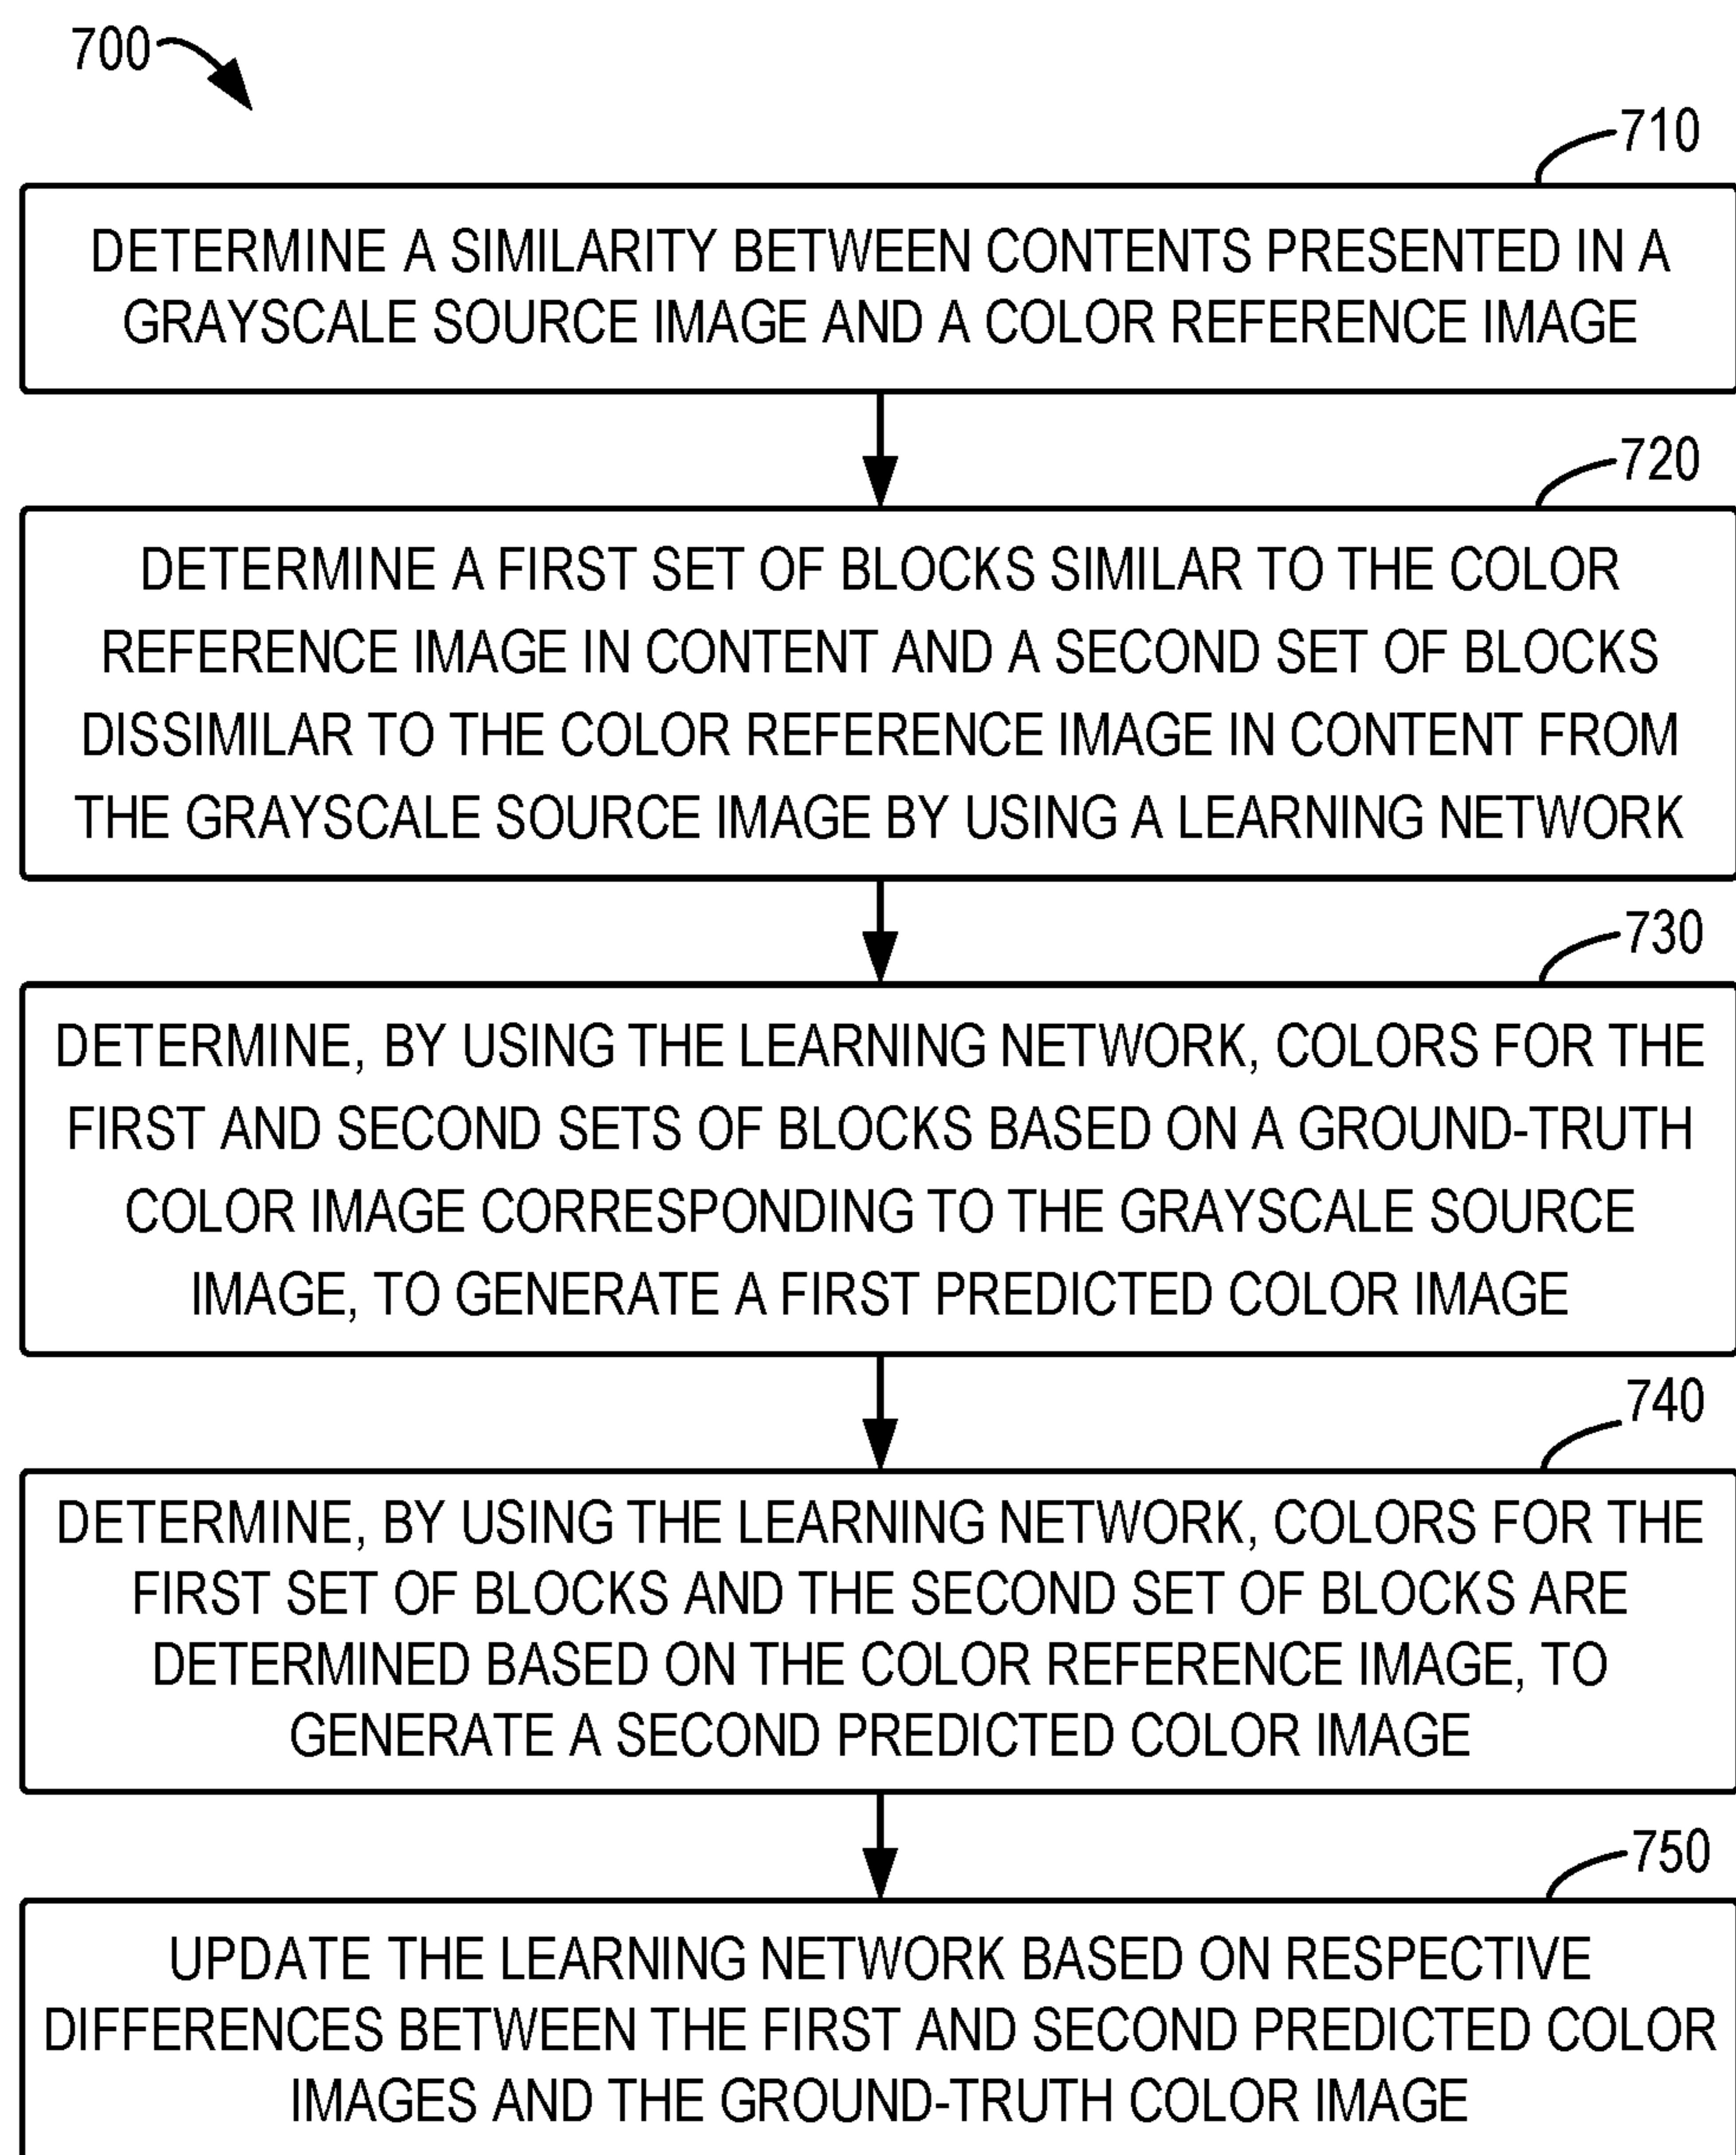 700
710
DETERMINE A SIMILARITY BETWEEN CONTENTS PRESENTED IN A
GRAYSCALE SOURCE IMAGE AND A COLOR REFERENCE IMAGE
720
DETERMINE A FIRST SET OF BLOCKS SIMILAR TO THE COLOR
REFERENCE IMAGE IN CONTENT AND A SECOND SET OF BLOCKS
DISSIMILAR TO THE COLOR REFERENCE IMAGE IN CONTENT FROM
THE GRAYSCALE SOURCE IMAGE BY USING A LEARNING NETWORK
730
DETERMINE, BY USING THE LEARNING NETWORK, COLORS FOR THE
FIRST AND SECOND SETS OF BLOCKS BASED ON A GROUND-TRUTH
COLOR IMAGE CORRESPONDING TO THE GRAYSCALE SOURCE
IMAGE, TO GENERATE A FIRST PREDICTED COLOR IMAGE
740
DETERMINE, BY USING THE LEARNING NETWORK, COLORS FOR THE
FIRST SET OF BLOCKS AND THE SECOND SET OF BLOCKS ARE
DETERMINED BASED ON THE COLOR REFERENCE IMAGE, TO
GENERATE A SECOND PREDICTED COLOR IMAGE
750
UPDATE THE LEARNING NETWORK BASED ON RESPECTIVE
DIFFERENCES BETWEEN THE FIRST AND SECOND PREDICTED COLOR
IMAGES AND THE GROUND-TRUTH COLOR IMAGE